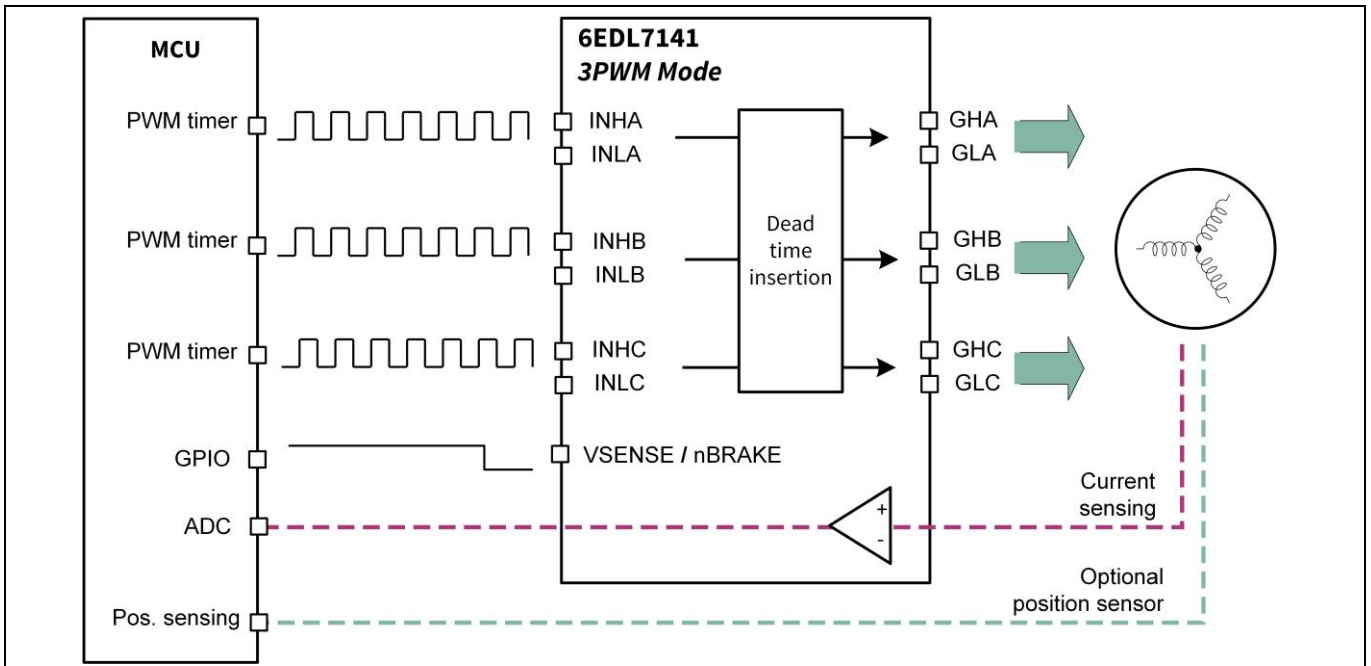 MCU
6EDL7141
3PWM Mode
PWM timer
INHA
INLA
GHA
GLA
PWM timer
INHB
INLB
Dead
time
insertion
GHB
GLB
PWM timer
INHC
INLC
GHC
GLC
GPIO
VSENSE / nBRAKE
ADC
+
-
Current
sensing
Optional
position sensor
Pos. sensing